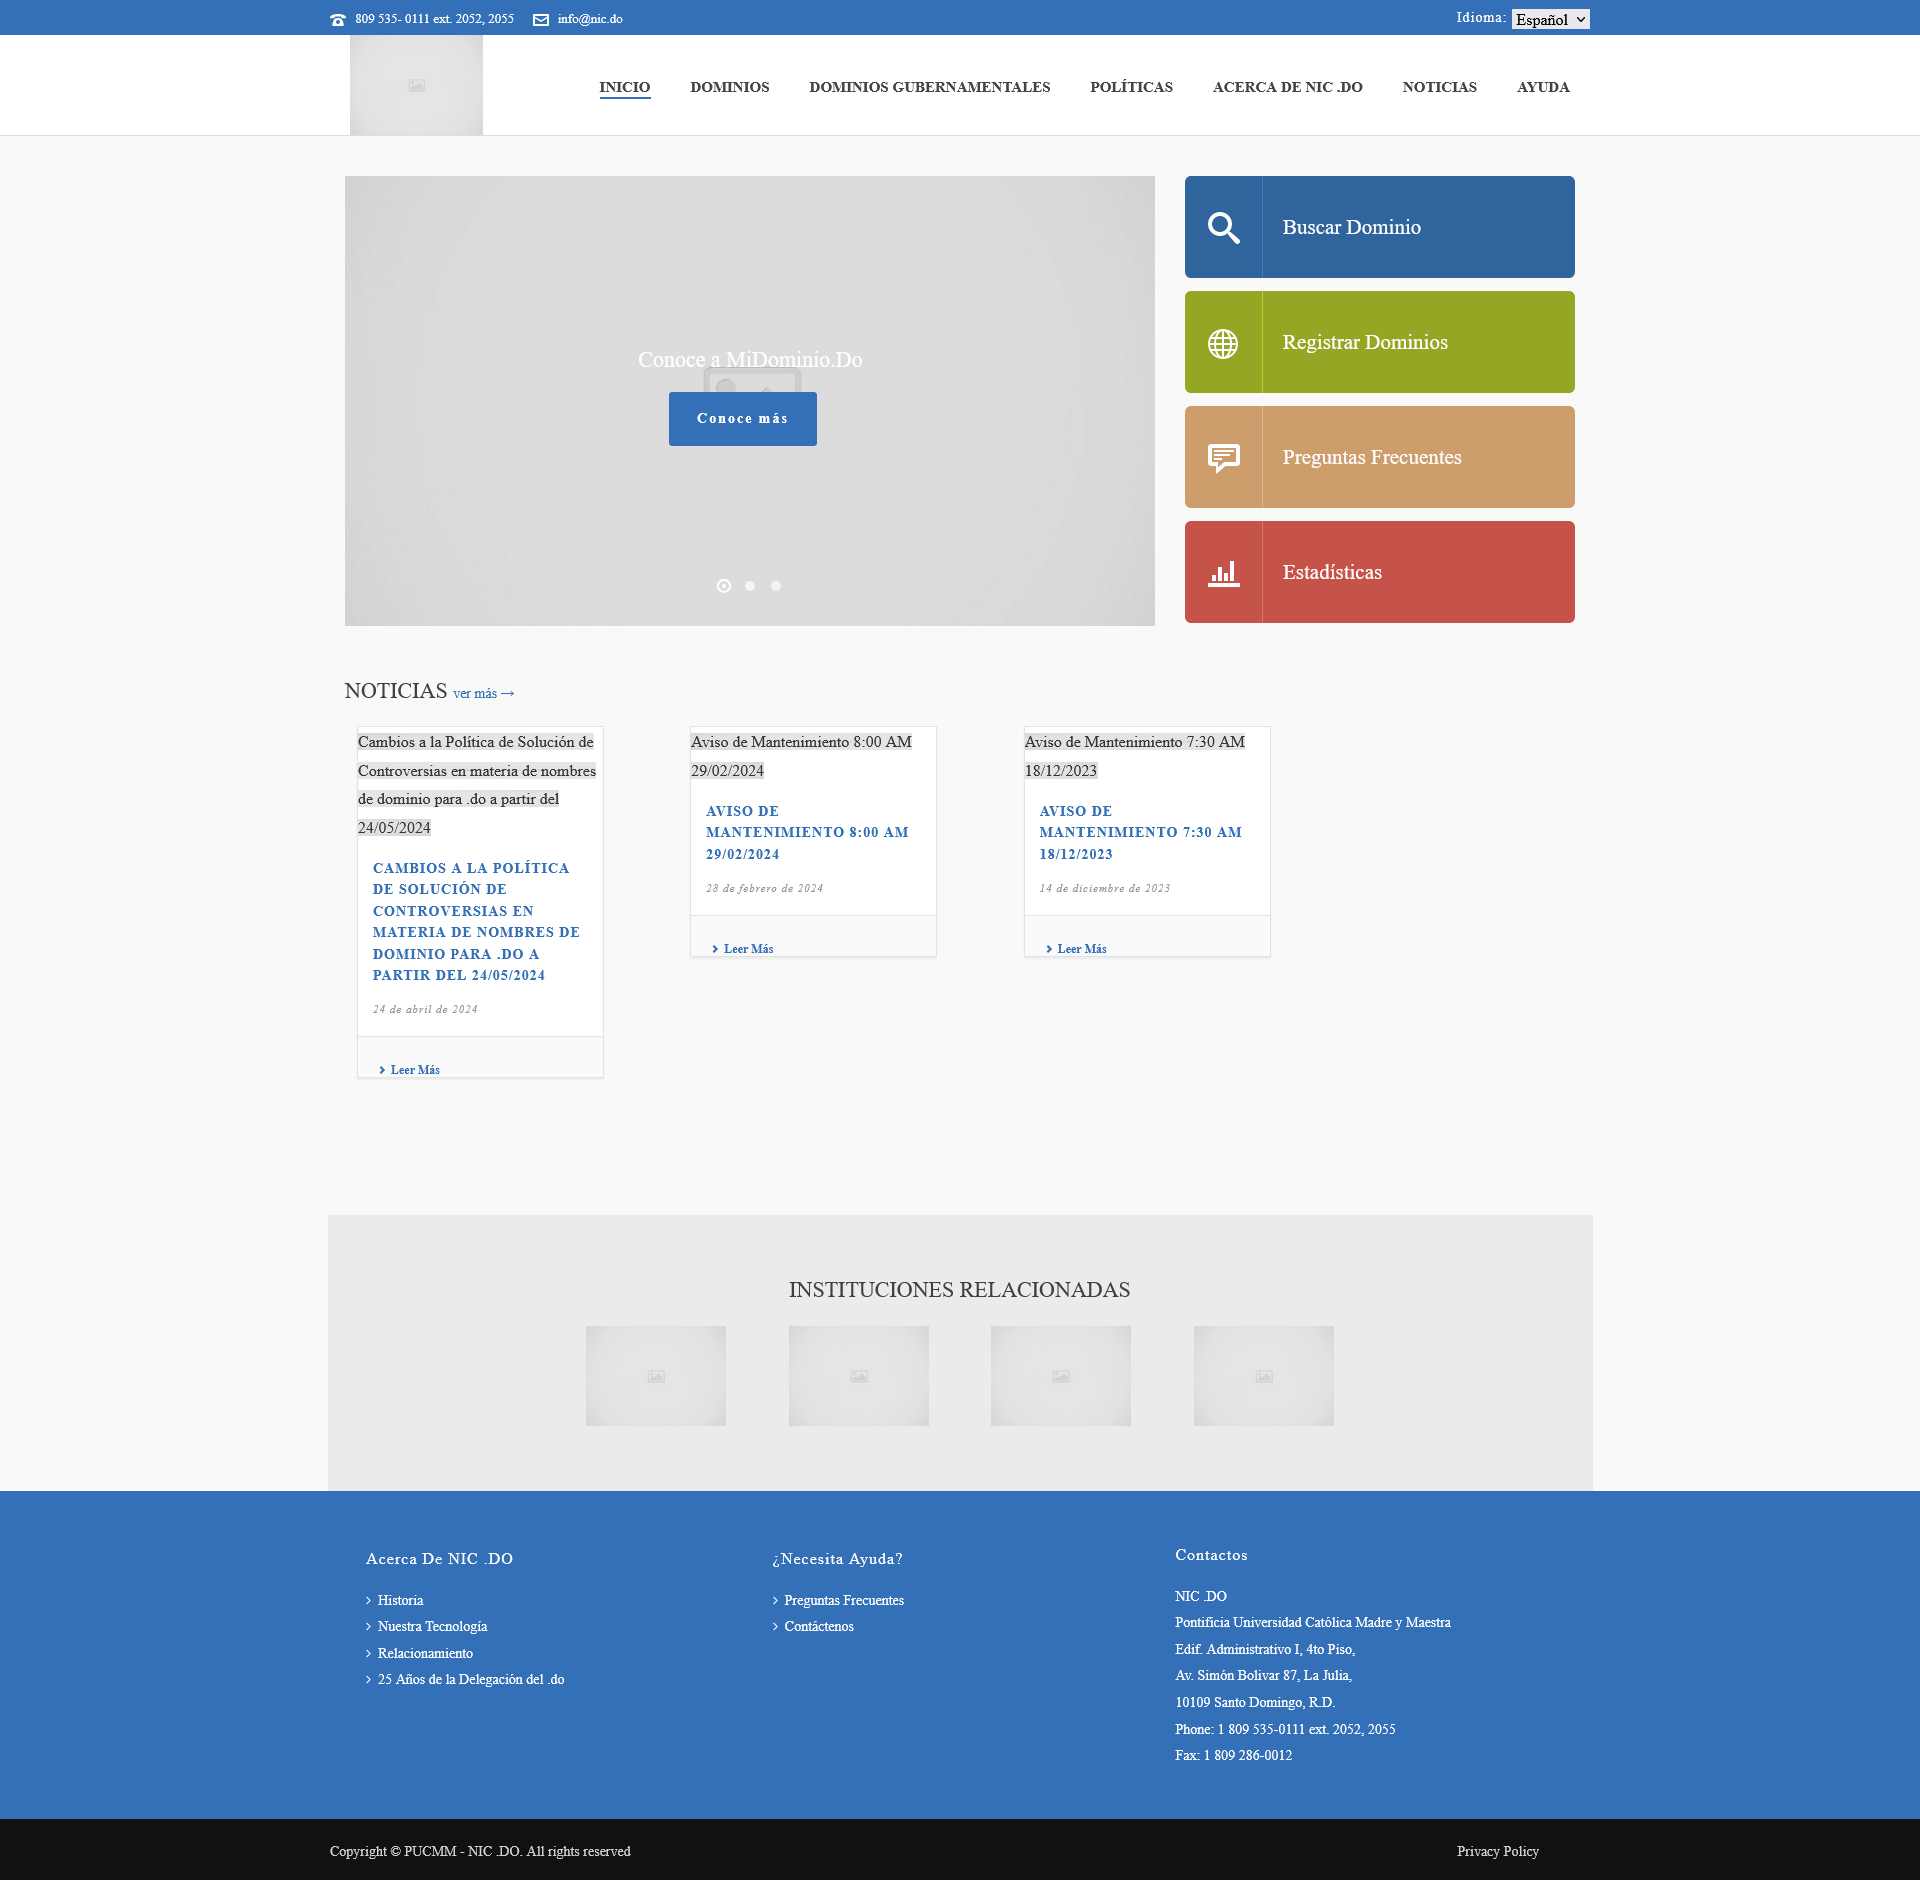 809 535- 0111 ext. 2052, 2055
info@nic.do
Idioma: Español
INICIO
DOMINIOS
DOMINIOS GUBERNAMENTALES
POLÍTICAS
ACERCA DE NIC .DO
NOTICIAS
AYUDA
Conoce a MiDominio.Do
Conoce más
Buscar Dominio
Registrar Dominios
Preguntas Frecuentes
Estadísticas
NOTICIAS ver más →
Cambios a la Política de Solución de
Controversias en materia de nombres
de dominio para .do a partir del
24/05/2024
CAMBIOS A LA POLÍTICA
DE SOLUCIÓN DE
CONTROVERSIAS EN
MATERIA DE NOMBRES DE
DOMINIO PARA .DO A
PARTIR DEL 24/05/2024
24 de abril de 2024
Leer Más
Aviso de Mantenimiento 8:00 AM
29/02/2024
AVISO DE
MANTENIMIENTO 8:00 AM
29/02/2024
28 de febrero de 2024
Leer Más
Aviso de Mantenimiento 7:30 AM
18/12/2023
AVISO DE
MANTENIMIENTO 7:30 AM
18/12/2023
14 de diciembre de 2023
Leer Más
INSTITUCIONES RELACIONADAS
Acerca De NIC .DO
Historia
Nuestra Tecnología
Relacionamiento
25 Años de la Delegación del .do
¿Necesita Ayuda?
Preguntas Frecuentes
Contáctenos
Contactos
NIC .DO
Pontificia Universidad Católica Madre y Maestra
Edif. Administrativo I, 4to Piso,
Av. Simón Bolivar 87, La Julia,
10109 Santo Domingo, R.D.
Phone: 1 809 535-0111 ext. 2052, 2055
Fax: 1 809 286-0012
Copyright © PUCMM - NIC .DO. All rights reserved
Privacy Policy